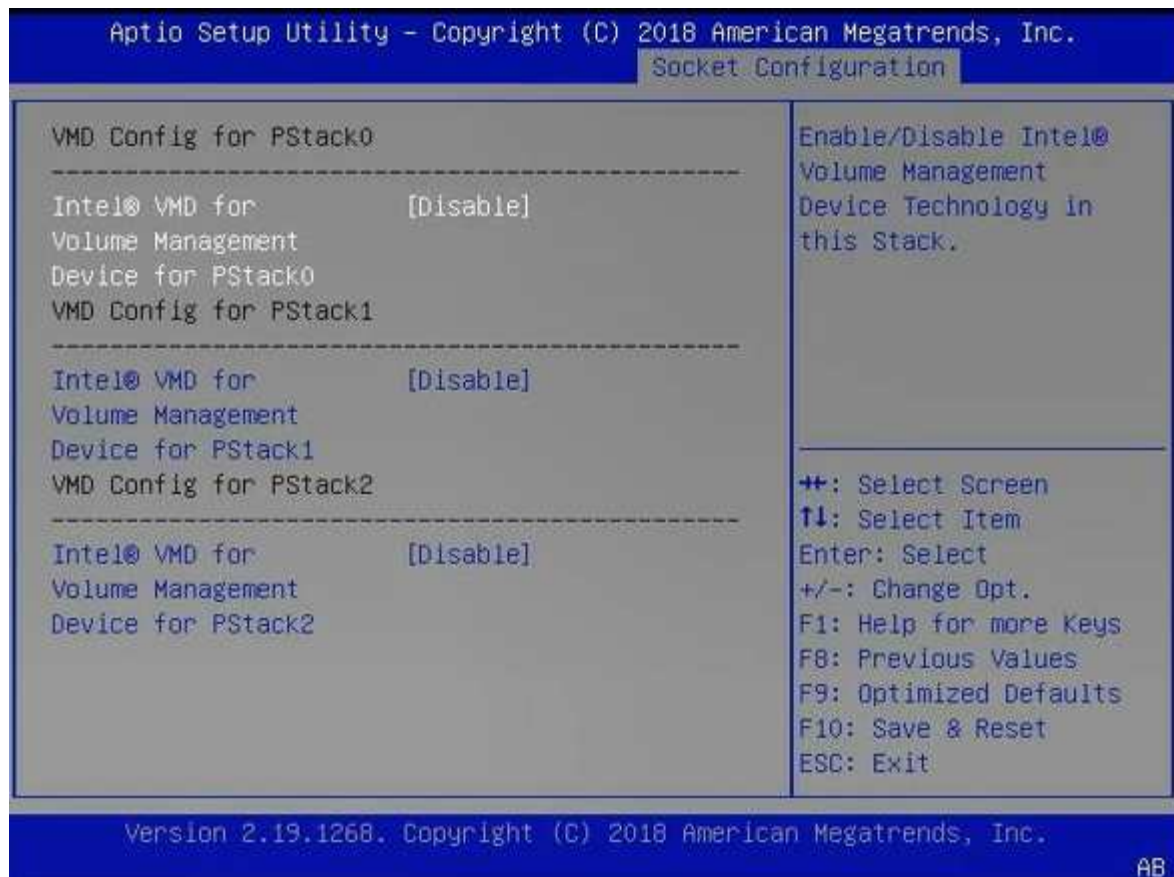 Aptio Setup Utility – Copyright (C) 2018 American Megatrends, Inc.
Socket Configuration
VMD Config for PStack0
------------------------------------------------
Intel® VMD for [Disable]
Volume Management
Device for PStack0
VMD Config for PStack1
------------------------------------------------
Intel® VMD for [Disable]
Volume Management
Device for PStack1
VMD Config for PStack2
------------------------------------------------
Intel® VMD for [Disable]
Volume Management
Device for PStack2
Enable/Disable Intel®
Volume Management
Device Technology in
this Stack.
→←: Select Screen
↑↓: Select Item
Enter: Select
+/-: Change Opt.
F1: Help for more Keys
F8: Previous Values
F9: Optimized Defaults
F10: Save & Reset
ESC: Exit
Version 2.19.1268. Copyright (C) 2018 American Megatrends, Inc.
AB